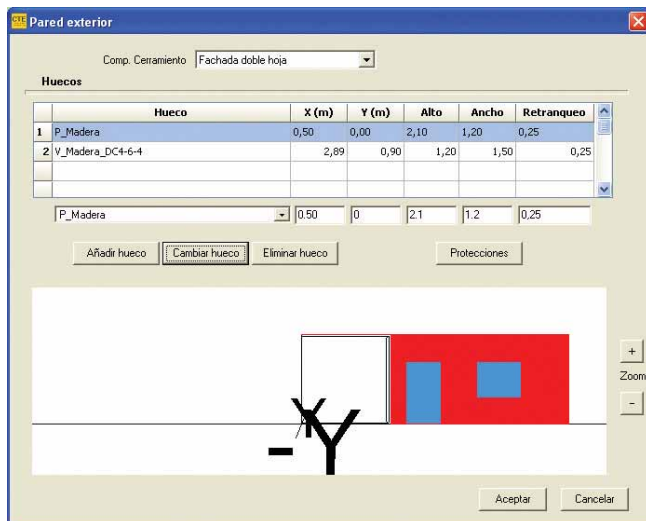 CTE Pared exterior
Comp. Cerramiento Fachada doble hoja
Huecos
Hueco X (m) Y (m) Alto Ancho Retranqueo
1 P_Madera 0,50 0,00 2,10 1,20 0,25
2 V_Madera_DC4-6-4 2,89 0,90 1,20 1,50 0,25
P_Madera 0.50 0 2.1 1.2 0,25
Añadir hueco Cambiar hueco Eliminar hueco Protecciones
+
Zoom
-
X
- Y
Aceptar Cancelar